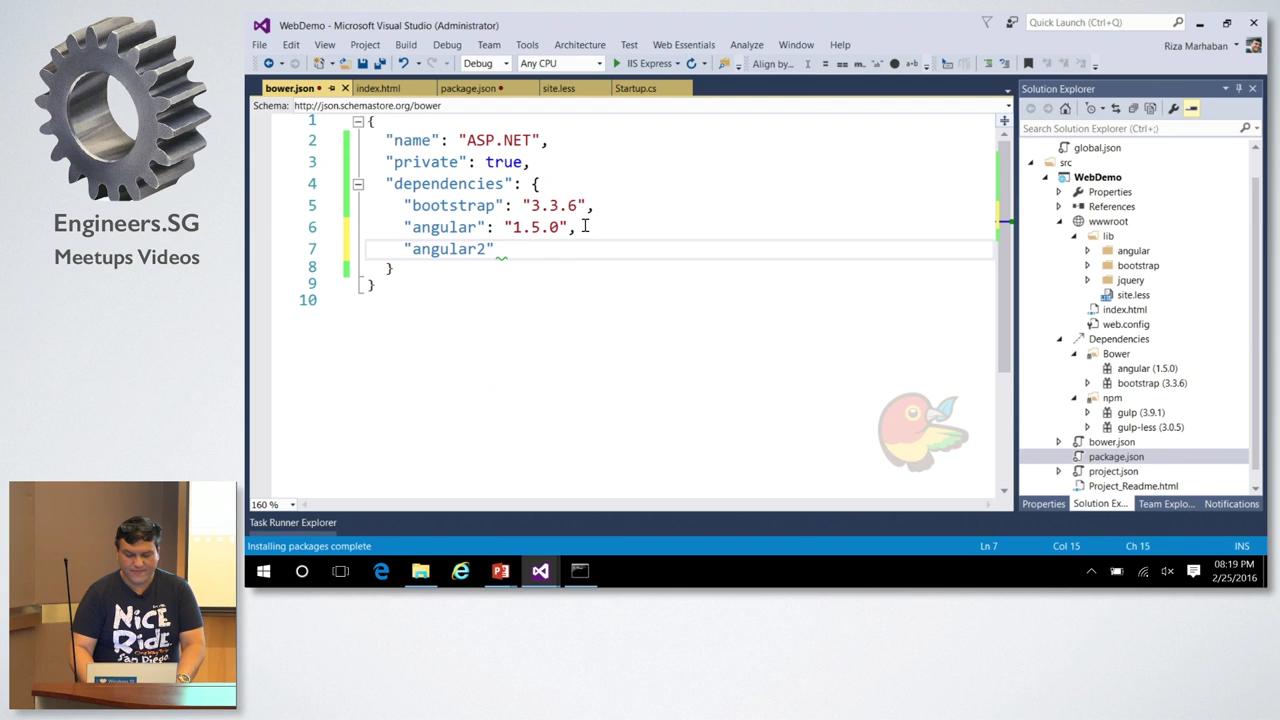 Engineers.SG
Meetups Videos
NiCE
RiDE
San Diego
WebDemo - Microsoft Visual Studio (Administrator)
Quick Launch (Ctrl+;)
File Edit View Project Build Debug Team Tools Architecture Test Web Essentials Analyze Window Help
Riza Marhaban
Debug Any CPU IIS Express Align by...
bower.json index.html package.json site.less Startup.cs
Schema: http://json.schemastore.org/bower
1 {
2 "name": "ASP.NET",
3 "private": true,
4 "dependencies": {
5 "bootstrap": "3.3.6",
6 "angular": "1.5.0",
7 "angular2"
8 }
9 }
10
160 %
Solution Explorer
Search Solution Explorer (Ctrl+;)
global.json
src
WebDemo
Properties
References
wwwroot
lib
angular
bootstrap
jquery
site.less
index.html
web.config
Dependencies
Bower
angular (1.5.0)
bootstrap (3.3.6)
npm
gulp (3.9.1)
gulp-less (3.0.5)
bower.json
package.json
project.json
Project_Readme.html
Properties Solution Ex... Team Explo... Notifications
Task Runner Explorer
Installing packages complete Ln 7 Col 15 Ch 15 INS
08:19 PM
2/25/2016